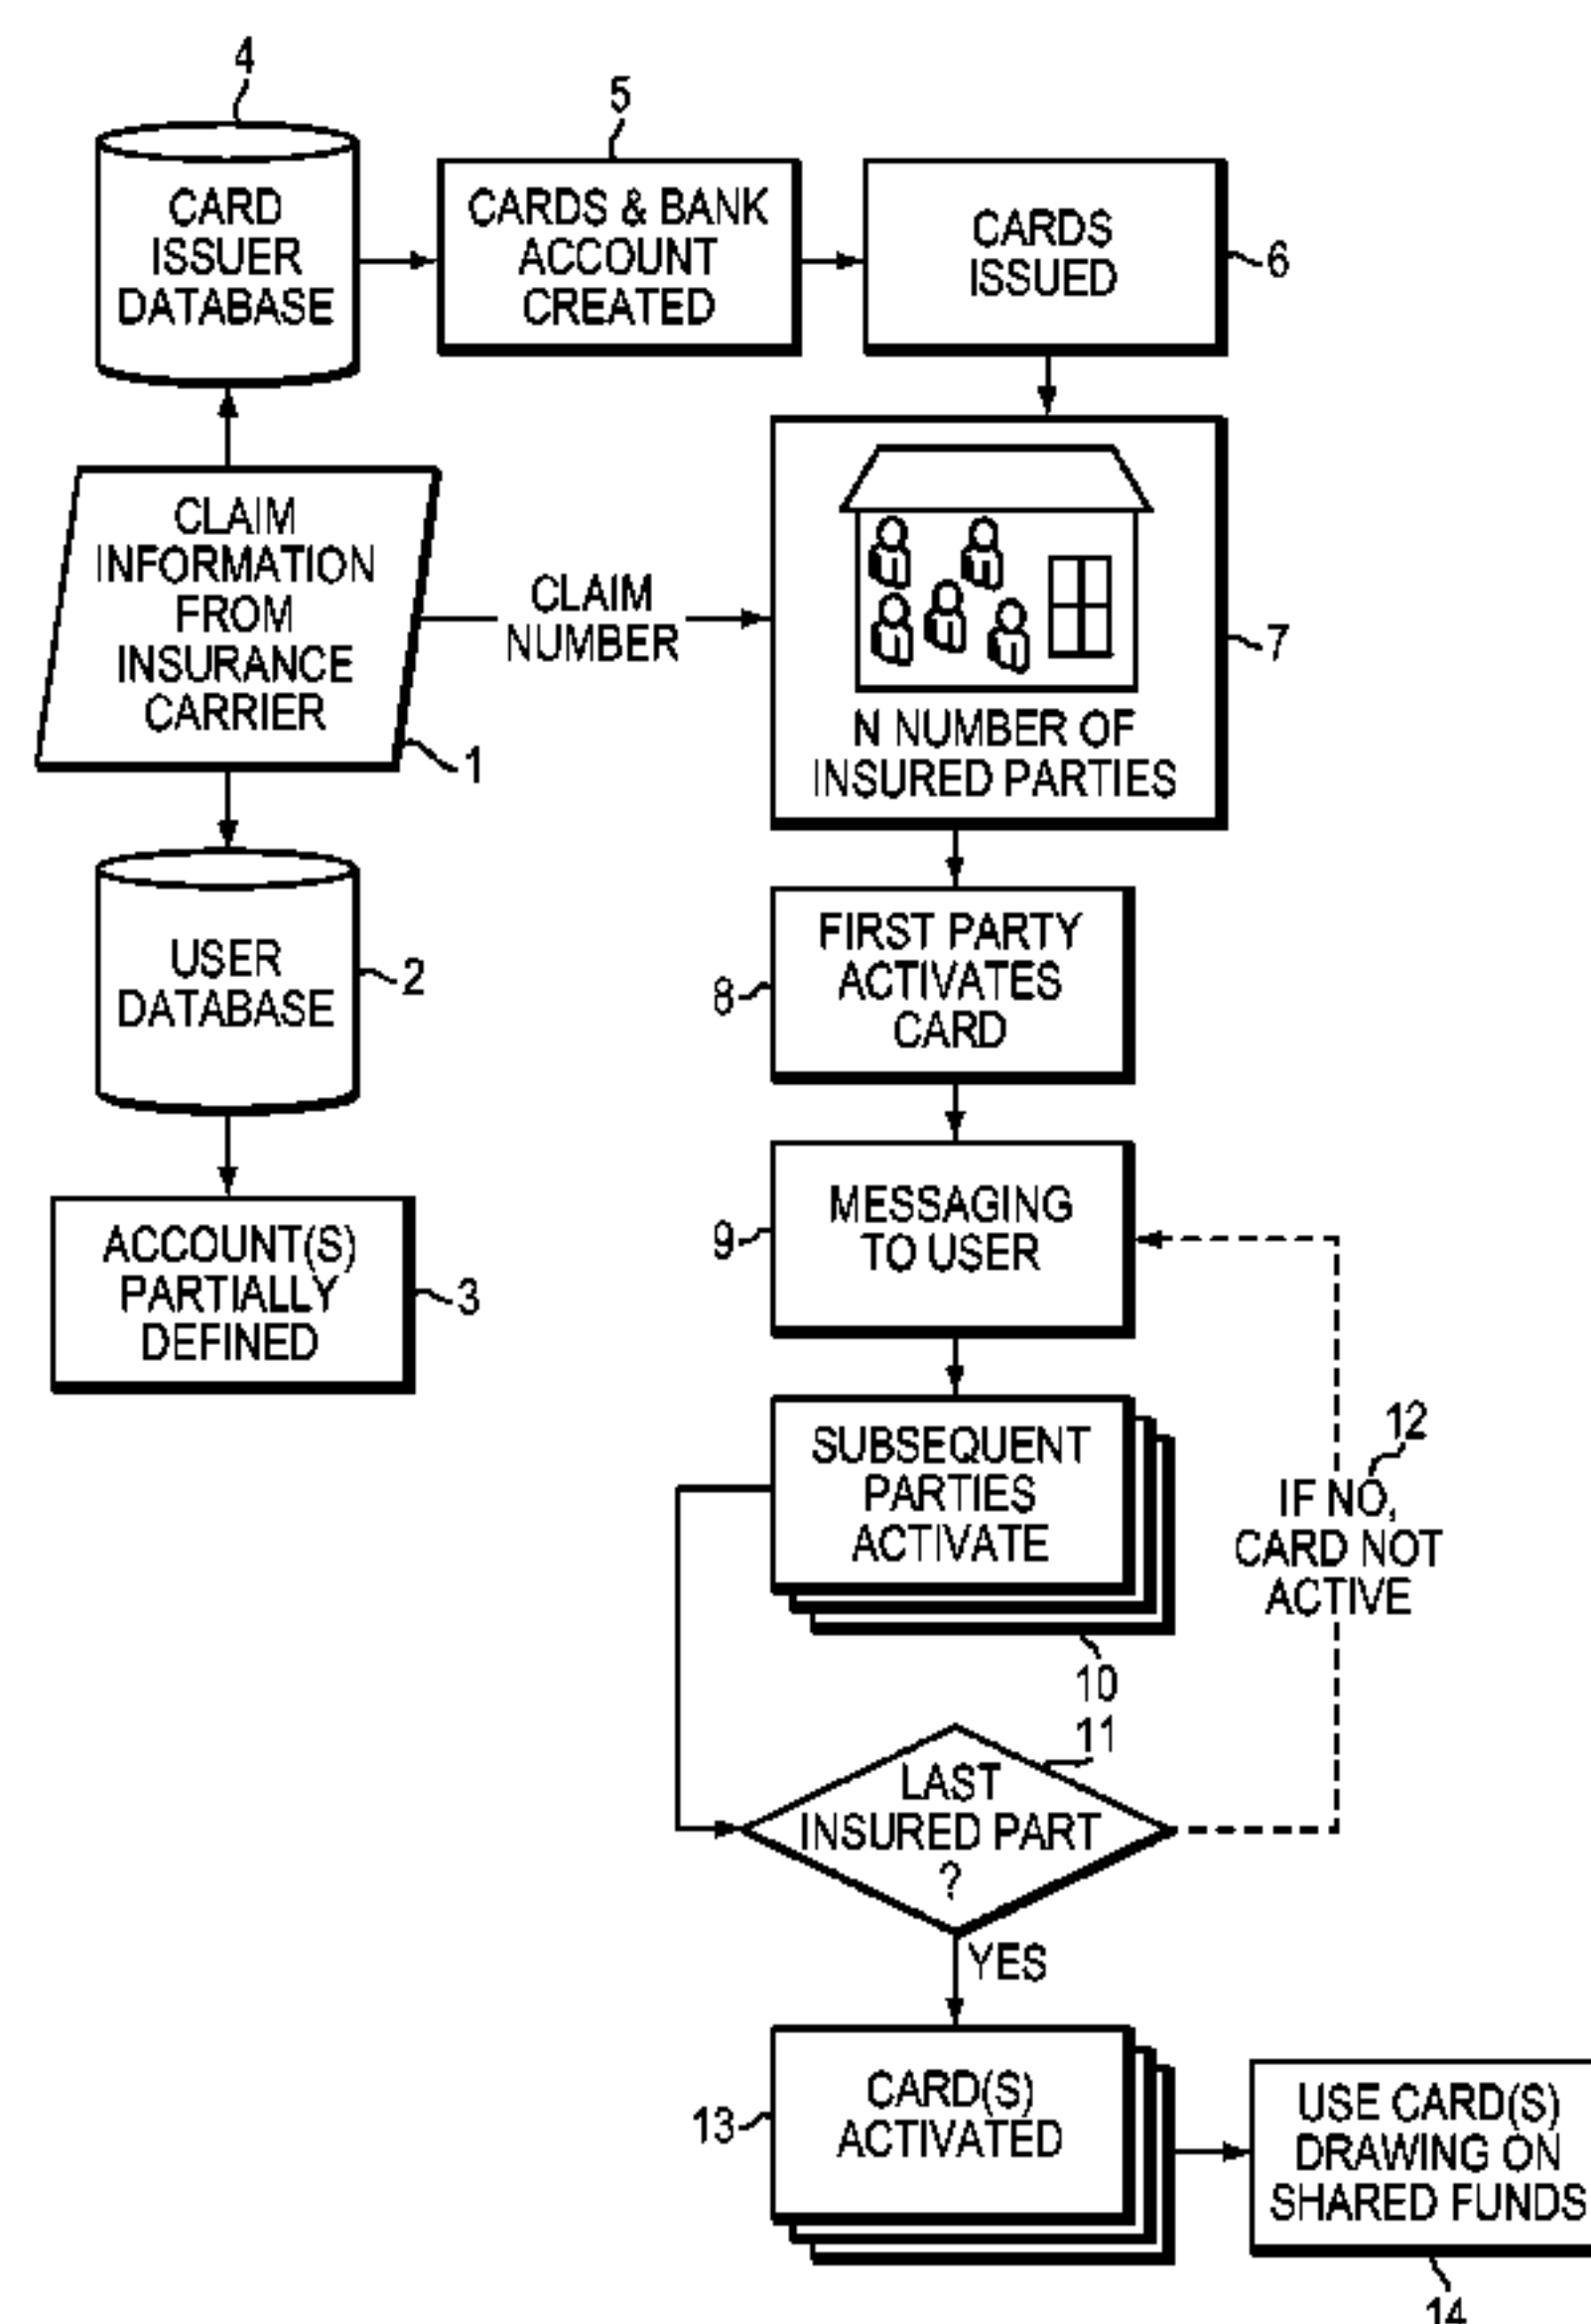 4
CARD
ISSUER
DATABASE
5
CARDS & BANK
ACCOUNT
CREATED
CARDS
ISSUED
6
CLAIM
INFORMATION
FROM
INSURANCE
CARRIER
1
CLAIM
NUMBER
N NUMBER OF
INSURED PARTIES
7
USER
DATABASE
2
ACCOUNT(S)
PARTIALLY
DEFINED
3
FIRST PARTY
ACTIVATES
CARD
8
MESSAGING
TO USER
9
SUBSEQUENT
PARTIES
ACTIVATE
10
12
IF NO,
CARD NOT
ACTIVE
11
LAST
INSURED PART
?
YES
CARD(S)
ACTIVATED
13
USE CARD(S)
DRAWING ON
SHARED FUNDS
14